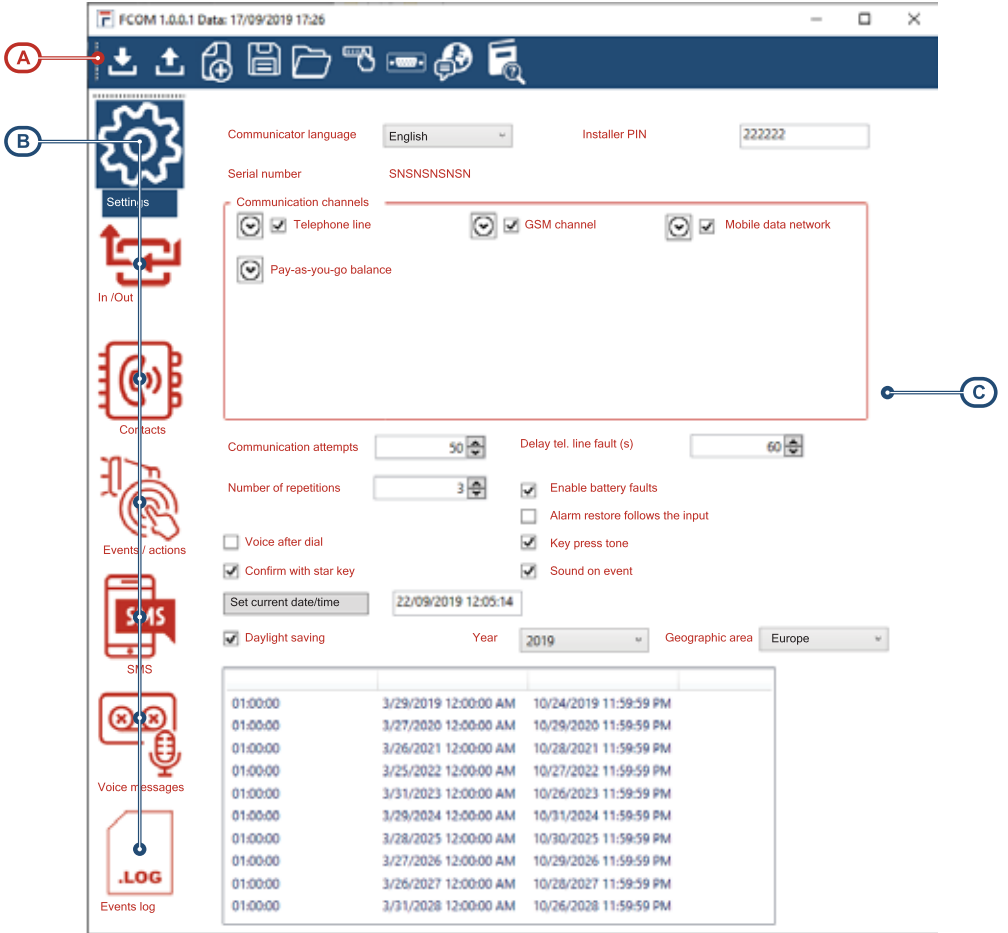 FCOM 1.0.0.1 Data: 17/09/2019 17:26
A
B
Communicator language English Installer PIN 222222
Serial number SNSNSNSNSN
Settings
Communication channels
Telephone line GSM channel Mobile data network
Pay-as-you-go balance
In /Out
C
Contacts
Communication attempts 50 Delay tel. line fault (s) 60
Number of repetitions 3 Enable battery faults
Alarm restore follows the input
Voice after dial Key press tone
Events / actions
Confirm with star key Sound on event
Set current date/time 22/09/2019 12:05:14
SMS
Daylight saving Year 2019 Geographic area Europe
SMS
01:00:00 3/29/2019 12:00:00 AM 10/24/2019 11:59:59 PM
01:00:00 3/27/2020 12:00:00 AM 10/29/2020 11:59:59 PM
01:00:00 3/26/2021 12:00:00 AM 10/28/2021 11:59:59 PM
01:00:00 3/25/2022 12:00:00 AM 10/27/2022 11:59:59 PM
Voice messages
01:00:00 3/31/2023 12:00:00 AM 10/26/2023 11:59:59 PM
01:00:00 3/29/2024 12:00:00 AM 10/31/2024 11:59:59 PM
01:00:00 3/28/2025 12:00:00 AM 10/30/2025 11:59:59 PM
01:00:00 3/27/2026 12:00:00 AM 10/29/2026 11:59:59 PM
.LOG
01:00:00 3/26/2027 12:00:00 AM 10/28/2027 11:59:59 PM
01:00:00 3/31/2028 12:00:00 AM 10/26/2028 11:59:59 PM
Events log